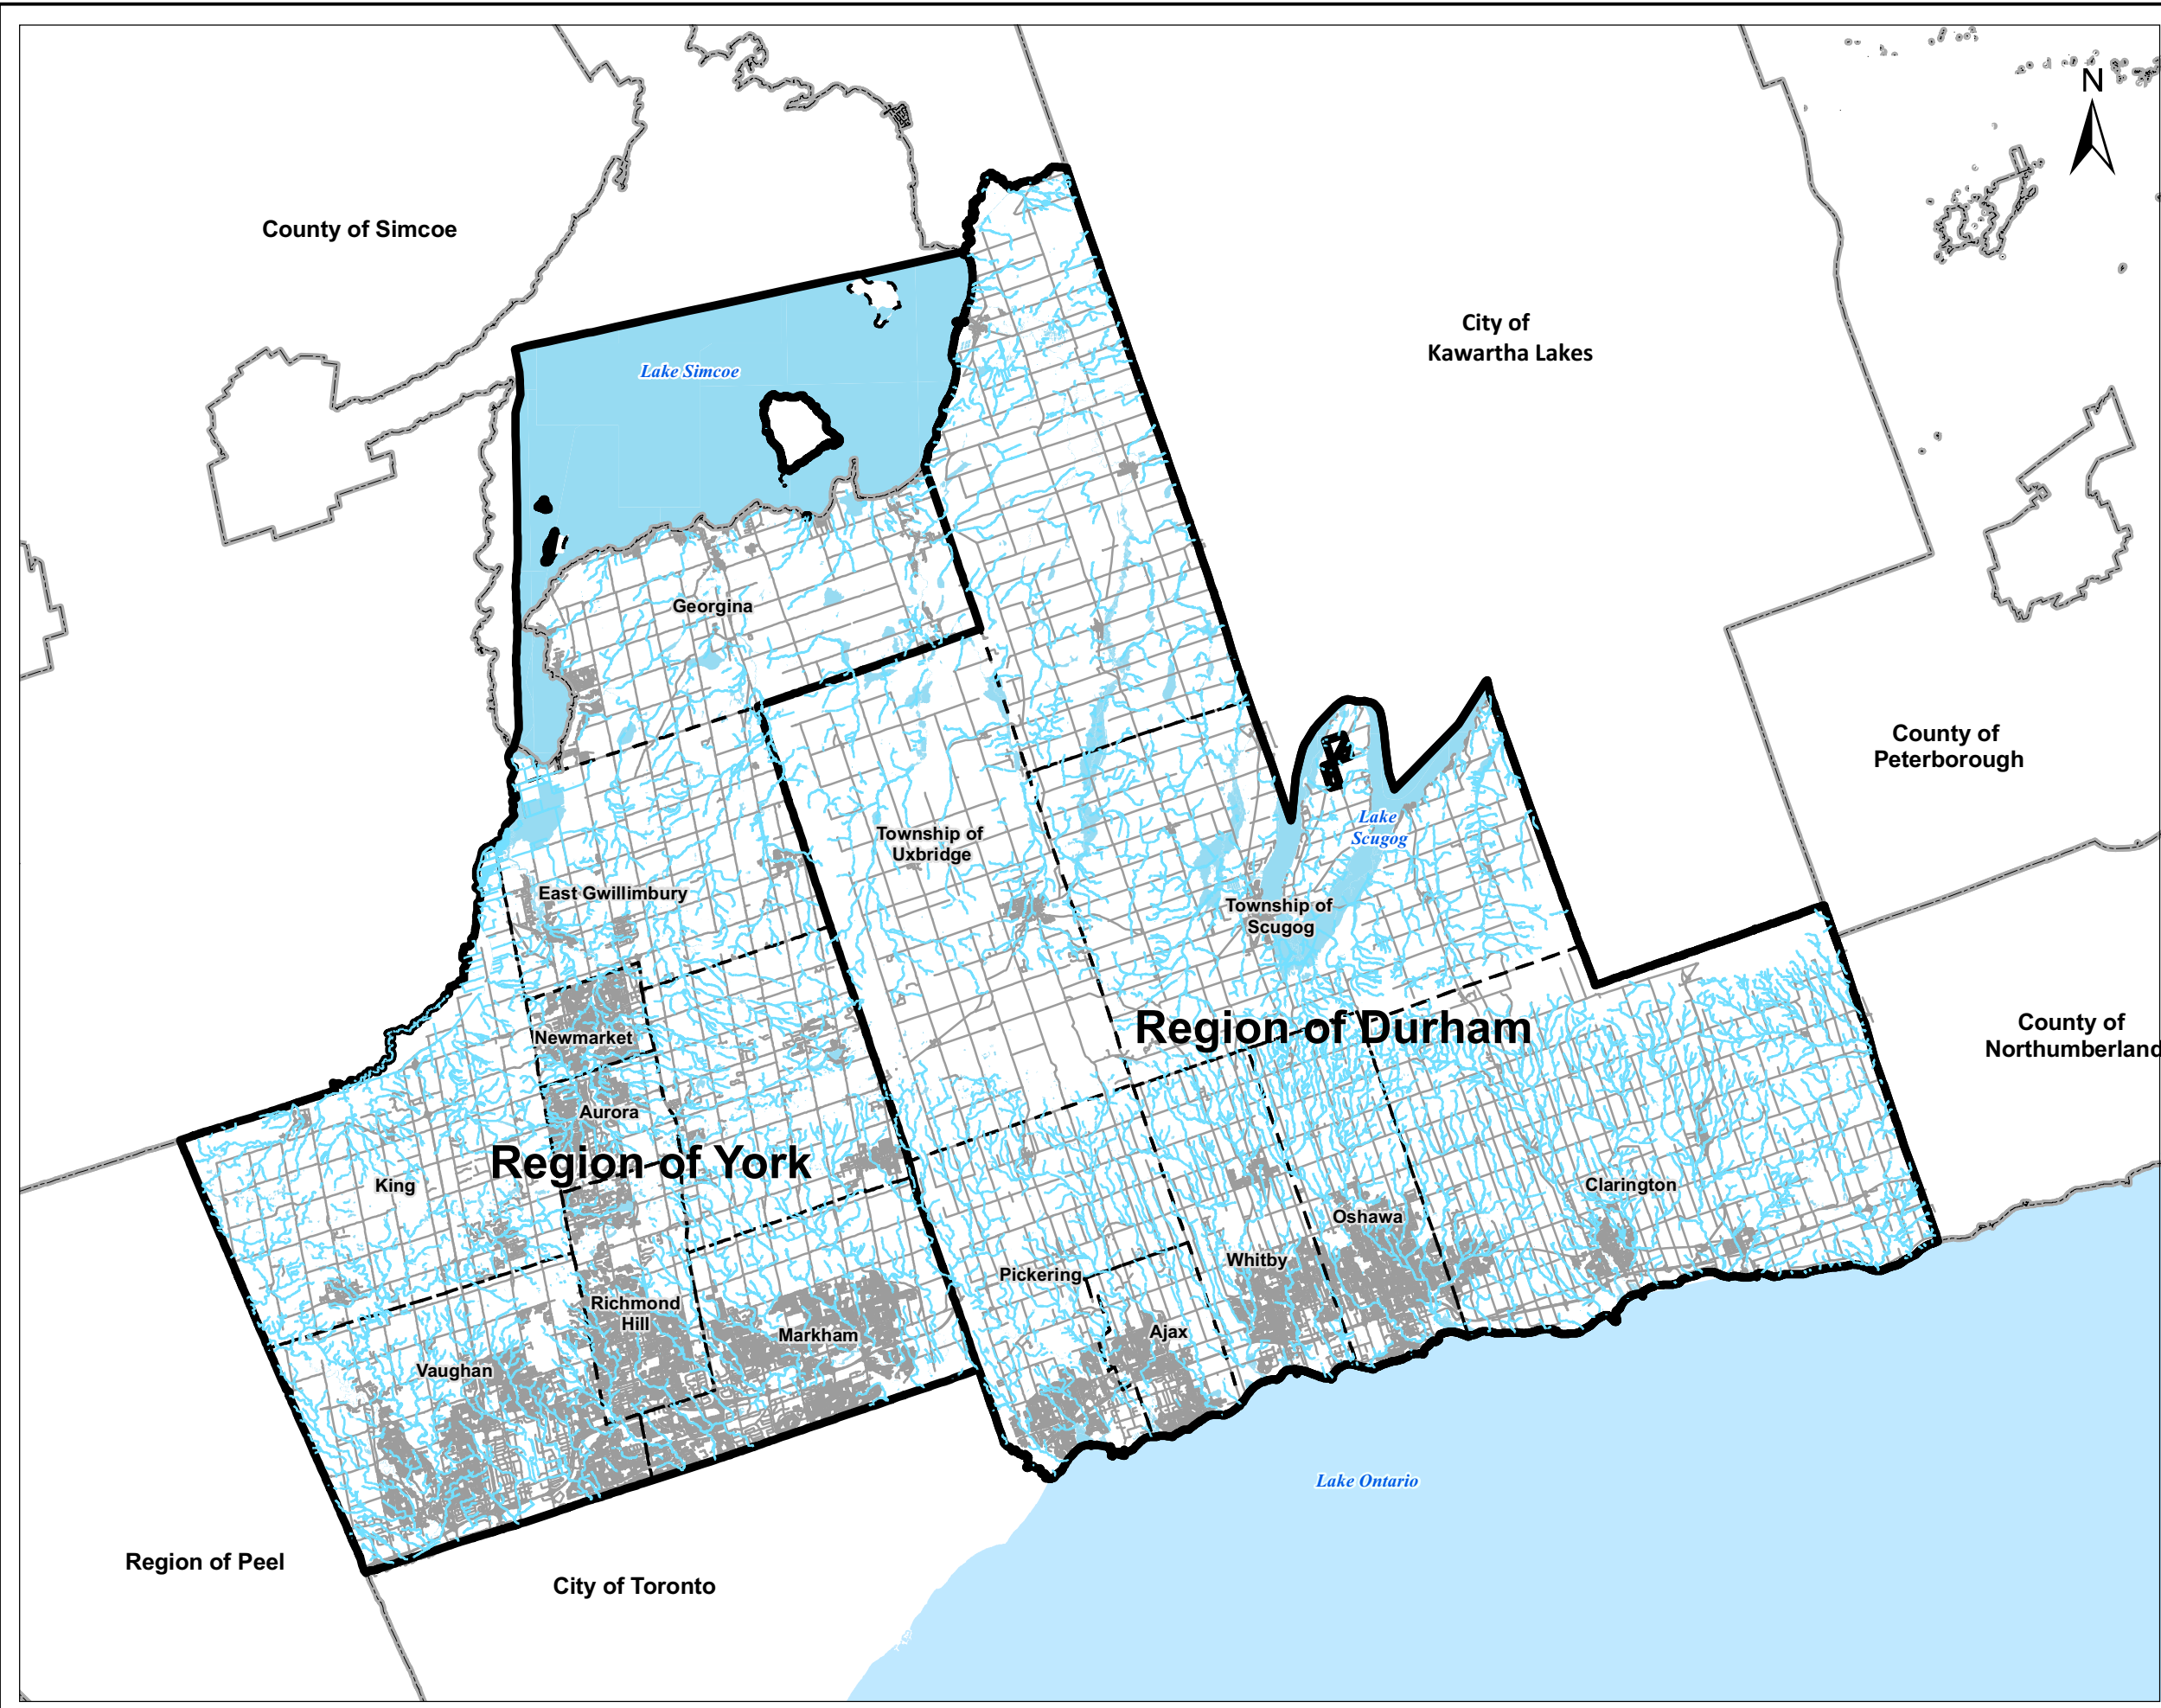 N
County of Simcoe
City of
Kawartha Lakes
Lake Simcoe
Georgina
County of
Peterborough
Township of
Uxbridge
Lake
Scugog
East Gwillimbury
Township of
Scugog
Region of Durham
County of
Northumberland
Newmarket
Aurora
Region of York
King
Clarington
Oshawa
Whitby
Pickering
Richmond
Hill
Markham
Ajax
Vaughan
Lake Ontario
Region of Peel
City of Toronto